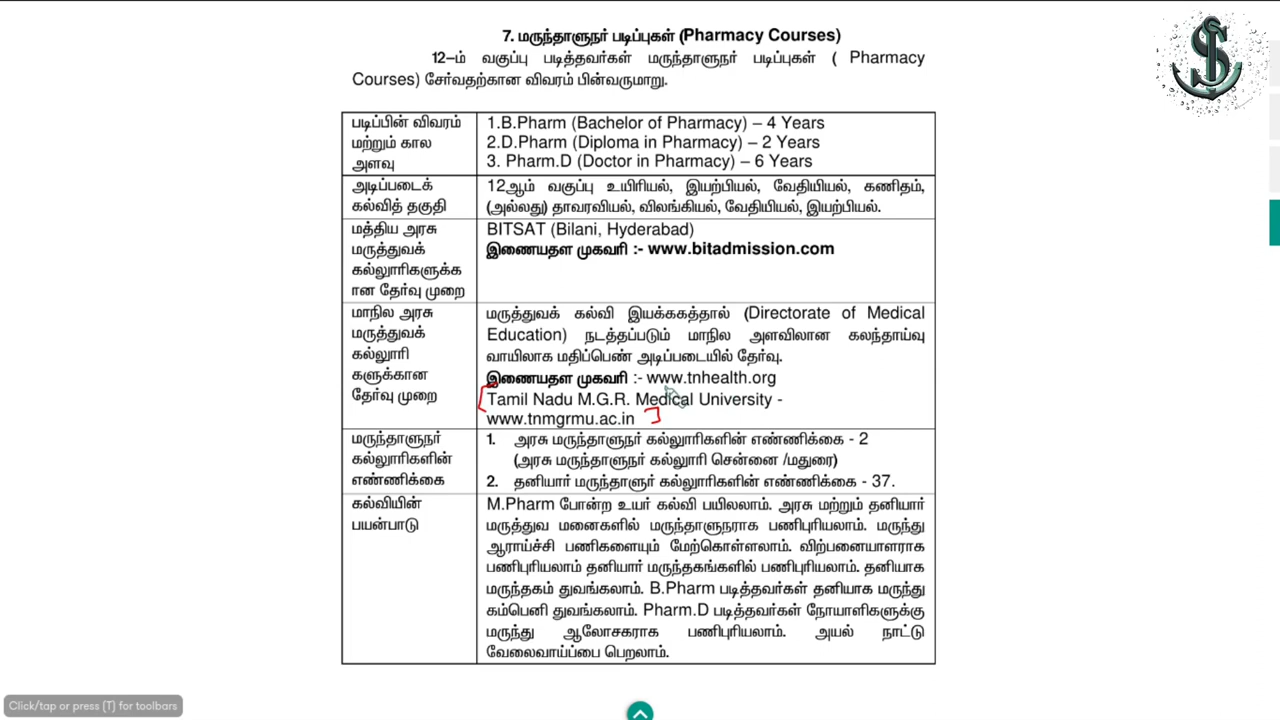 7. மருந்தாளுநர் படிப்புகள் (Pharmacy Courses)
12–ம் வகுப்பு படித்தவர்கள் மருந்தாளுநர் படிப்புகள் ( Pharmacy
Courses) சேர்வதற்கான விவரம் பின்வருமாறு.
படிப்பின் விவரம்
மற்றும் கால
அளவு
1.B.Pharm (Bachelor of Pharmacy) – 4 Years
2.D.Pharm (Diploma in Pharmacy) – 2 Years
3. Pharm.D (Doctor in Pharmacy) – 6 Years
அடிப்படைக்
கல்வித் தகுதி
12ஆம் வகுப்பு உயிரியல், இயற்பியல், வேதியியல், கணிதம்,
(அல்லது) தாவரவியல், விலங்கியல், வேதியியல், இயற்பியல்.
மத்திய அரசு
மருத்துவக்
கல்லூரிகளுக்க
ான தேர்வு முறை
BITSAT (Bilani, Hyderabad)
இணையதள முகவரி :- www.bitadmission.com
மாநில அரசு
மருத்துவக்
கல்லூரி
களுக்கான
தேர்வு முறை
மருத்துவக் கல்வி இயக்ககத்தால் (Directorate of Medical
Education) நடத்தப்படும் மாநில அளவிலான கலந்தாய்வு
வாயிலாக மதிப்பெண் அடிப்படையில் தேர்வு.
இணையதள முகவரி :- www.tnhealth.org
Tamil Nadu M.G.R. Medical University -
www.tnmgrmu.ac.in
மருந்தாளுநர்
கல்லூரிகளின்
எண்ணிக்கை
1. அரசு மருந்தாளுநர் கல்லூரிகளின் எண்ணிக்கை - 2
(அரசு மருந்தாளுநர் கல்லூரி சென்னை /மதுரை)
2. தனியார் மருந்தாளுர் கல்லூரிகளின் எண்ணிக்கை - 37.
கல்வியின்
பயன்பாடு
M.Pharm போன்ற உயர் கல்வி பயிலலாம். அரசு மற்றும் தனியார்
மருத்துவ மனைகளில் மருந்தாளுநராக பணிபுரியலாம். மருந்து
ஆராய்ச்சி பணிகளையும் மேற்கொள்ளலாம். விற்பனையாளராக
பணிபுரியலாம் தனியார் மருந்தகங்களில் பணிபுரியலாம். தனியாக
மருந்தகம் துவங்கலாம். B.Pharm படித்தவர்கள் தனியாக மருந்து
கம்பெனி துவங்கலாம். Pharm.D படித்தவர்கள் நோயாளிகளுக்கு
மருந்து ஆலோசகராக பணிபுரியலாம். அயல் நாட்டு
வேலைவாய்ப்பை பெறலாம்.
Click/tap or press (T) for toolbars